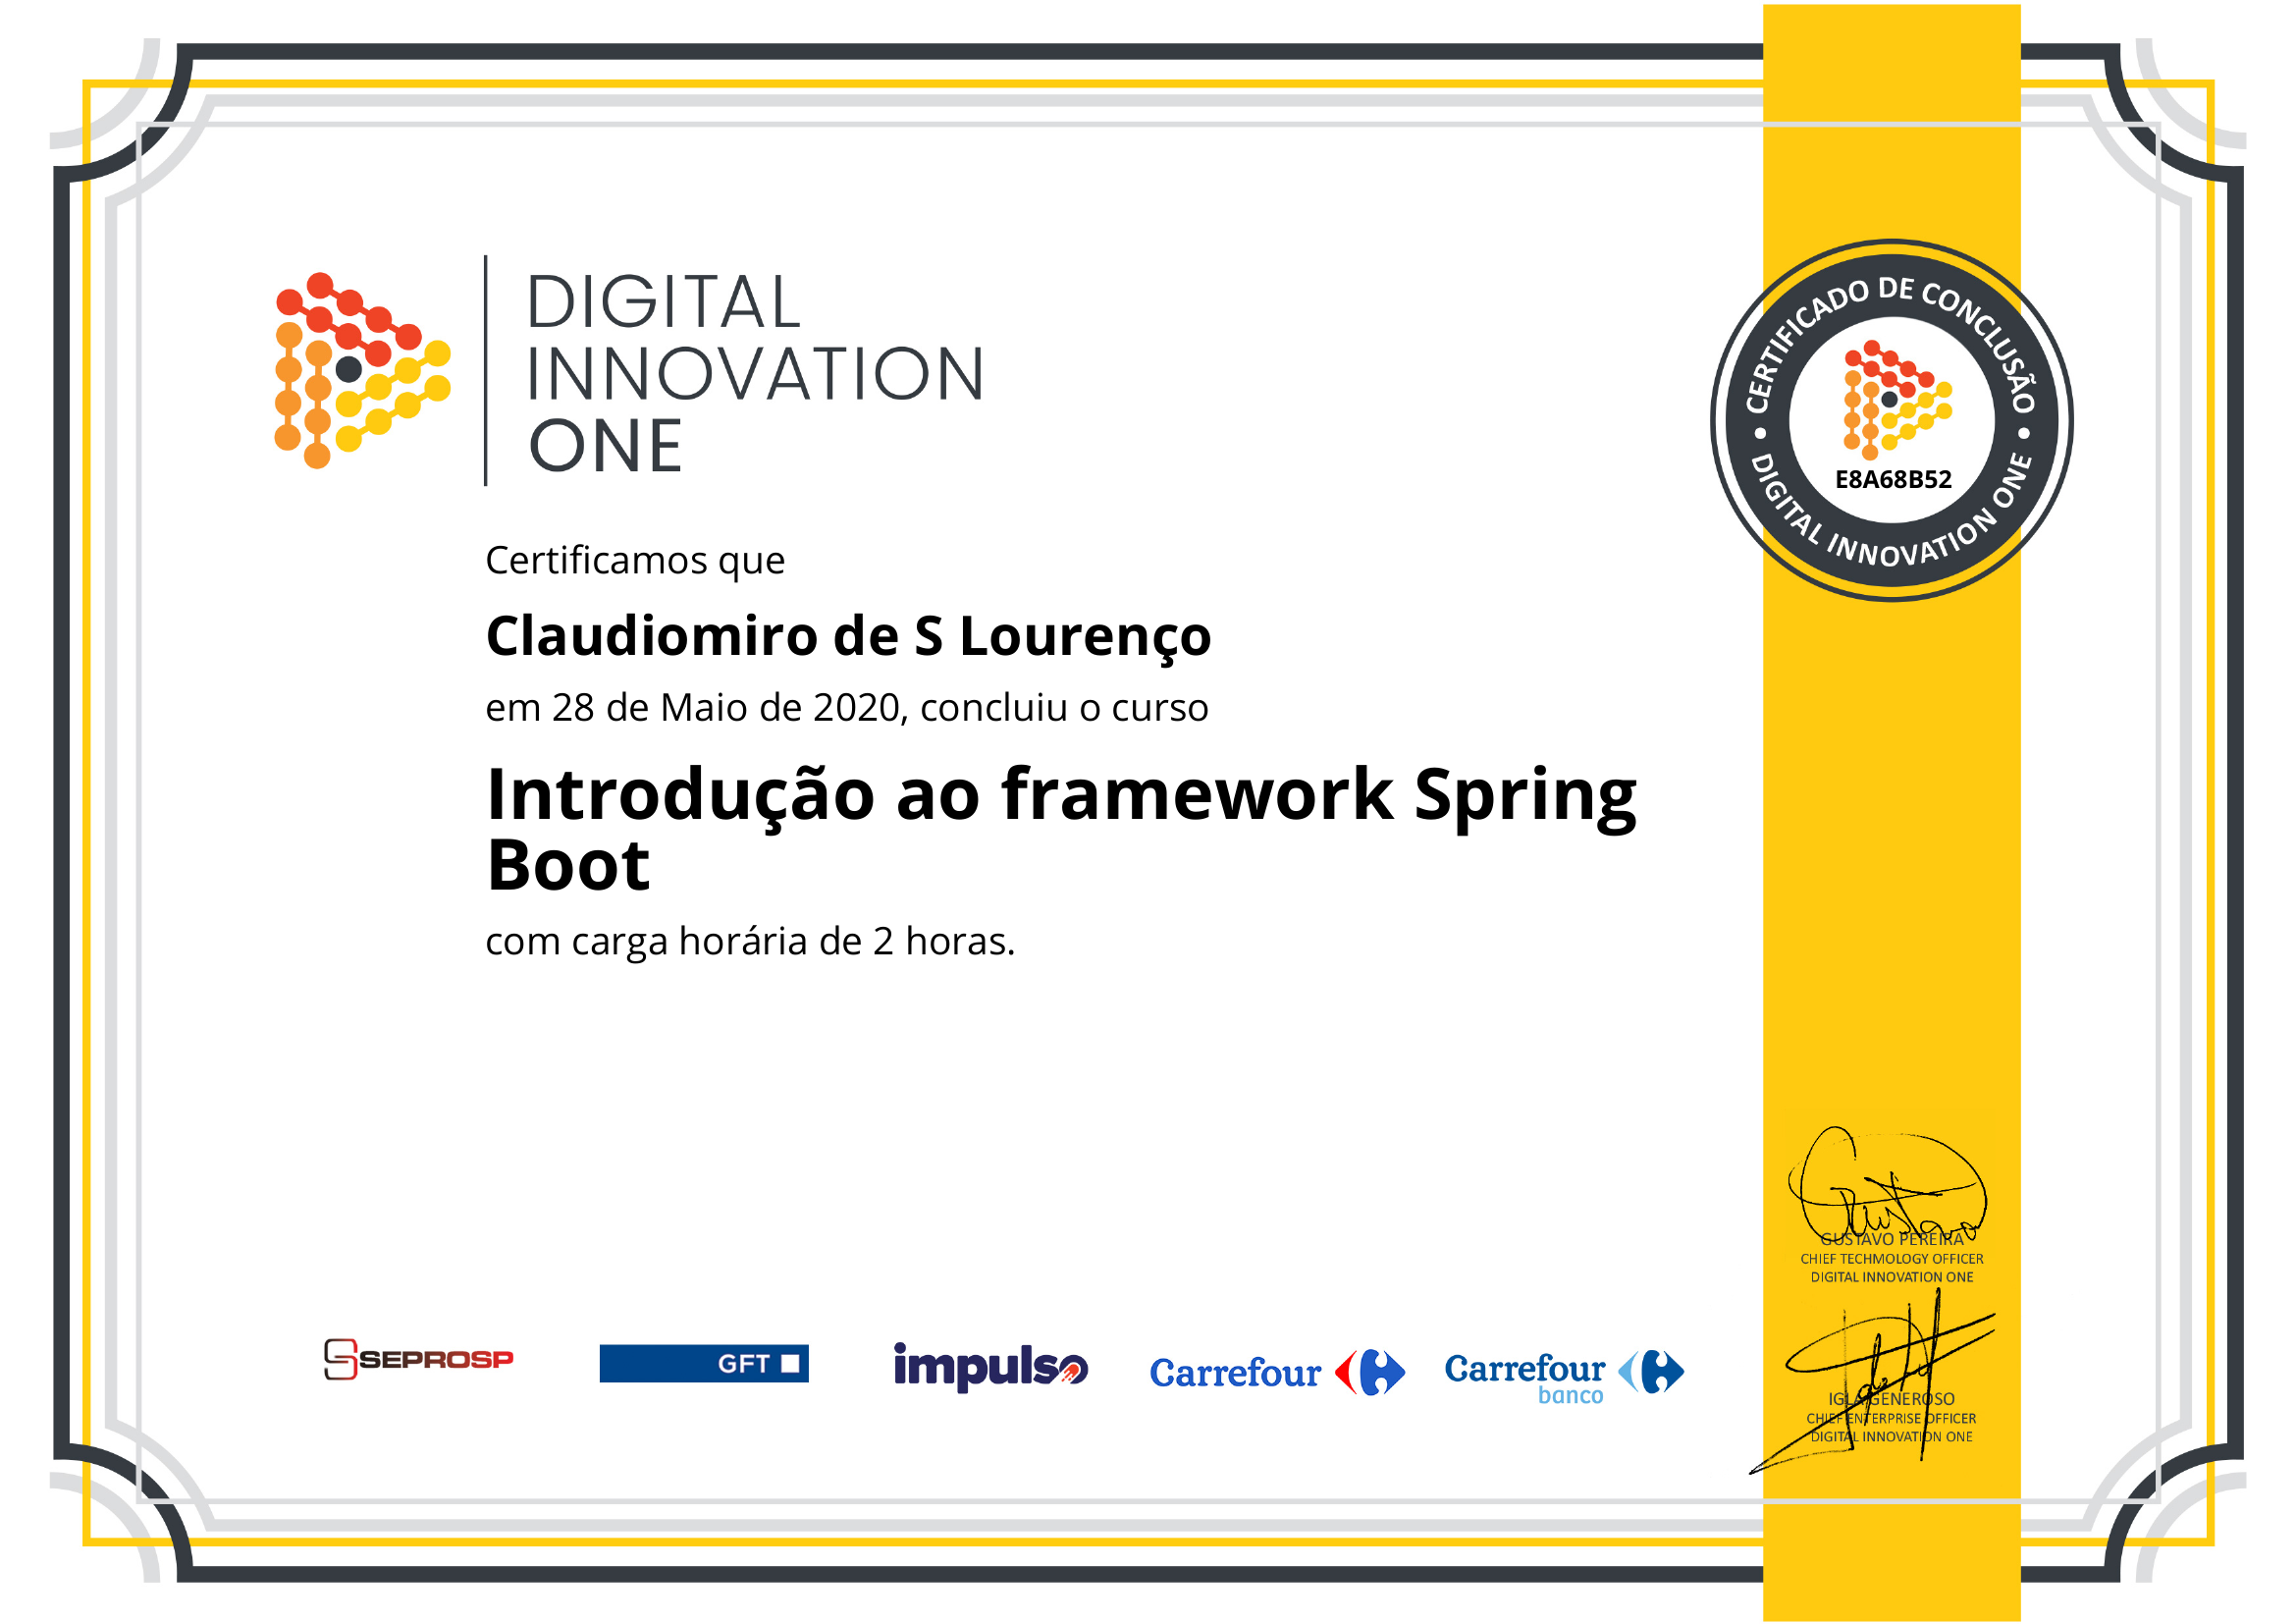 DIGITAL
INNOVATION
ONE
CERTIFICADO DE CONCLUSÃO
E8A68B52
DIGITAL INNOVATION ONE
Certificamos que
Claudiomiro de S Lourenço
em 28 de Maio de 2020, concluiu o curso
Introdução ao framework Spring
Boot
com carga horária de 2 horas.
Gustavo
GUSTAVO PEREIRA
CHIEF TECHMOLOGY OFFICER
DIGITAL INNOVATION ONE
IGLA GENEROSO
CHIEF ENTERPRISE OFFICER
DIGITAL INNOVATION ONE
SEPROSP
GFT
impulso
Carrefour
Carrefour
banco